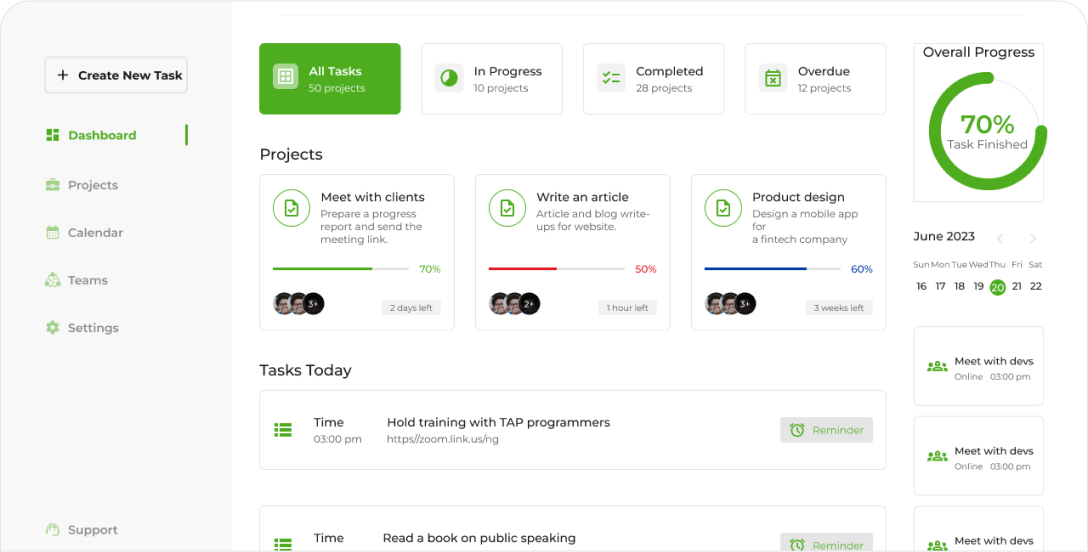 Create New Task
Dashboard
Projects
Calendar
Teams
Settings
Support
All Tasks
50 projects
In Progress
10 projects
Completed
28 projects
Overdue
12 projects
Projects
Meet with clients
Prepare a progress
report and send the
meeting link.
70%
3+
2 days left
Write an article
Article and blog write-
ups for website.
50%
2+
1 hour left
Product design
Design a mobile app
for
a fintech company
60%
3+
3 weeks left
Tasks Today
Time
03:00 pm
Hold training with TAP programmers
https//zoom.link.us/ng
Reminder
Time
Read a book on public speaking
Reminder
Overall Progress
70%
Task Finished
June 2023
Sun Mon Tue Wed Thu Fri Sat
16 17 18 19 20 21 22
Meet with devs
Online 03:00 pm
Meet with devs
Online 03:00 pm
Meet with devs